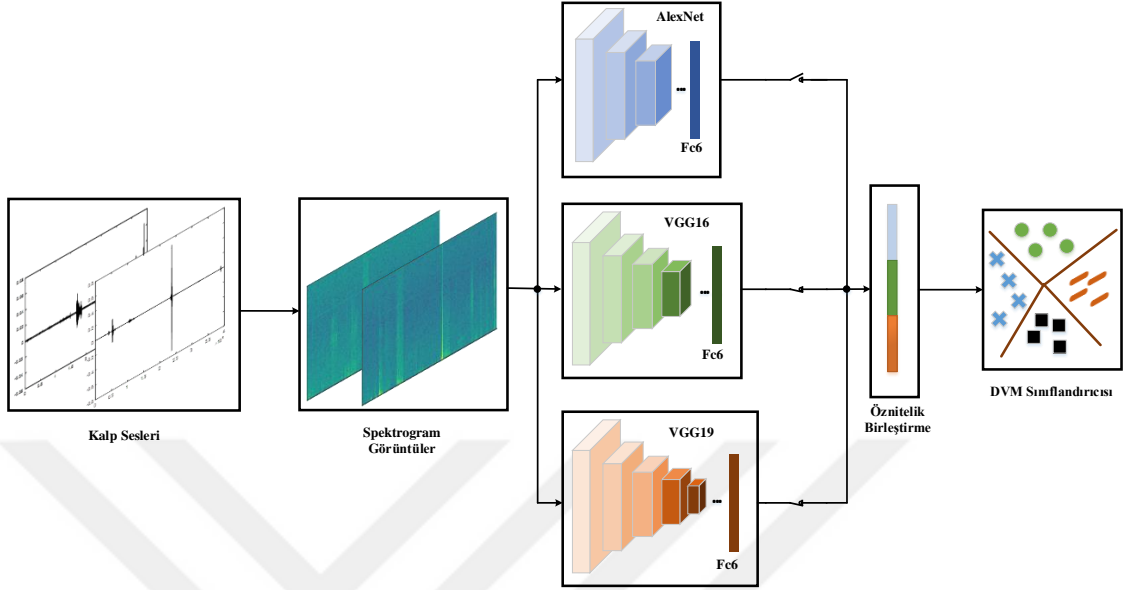 AlexNet
...
Fc6
VGG16
...
Fc6
VGG19
...
Fc6
Kalp Sesleri
Spektrogram
Görüntüler
Öznitelik
Birleştirme
DVM Sınıflandırıcısı